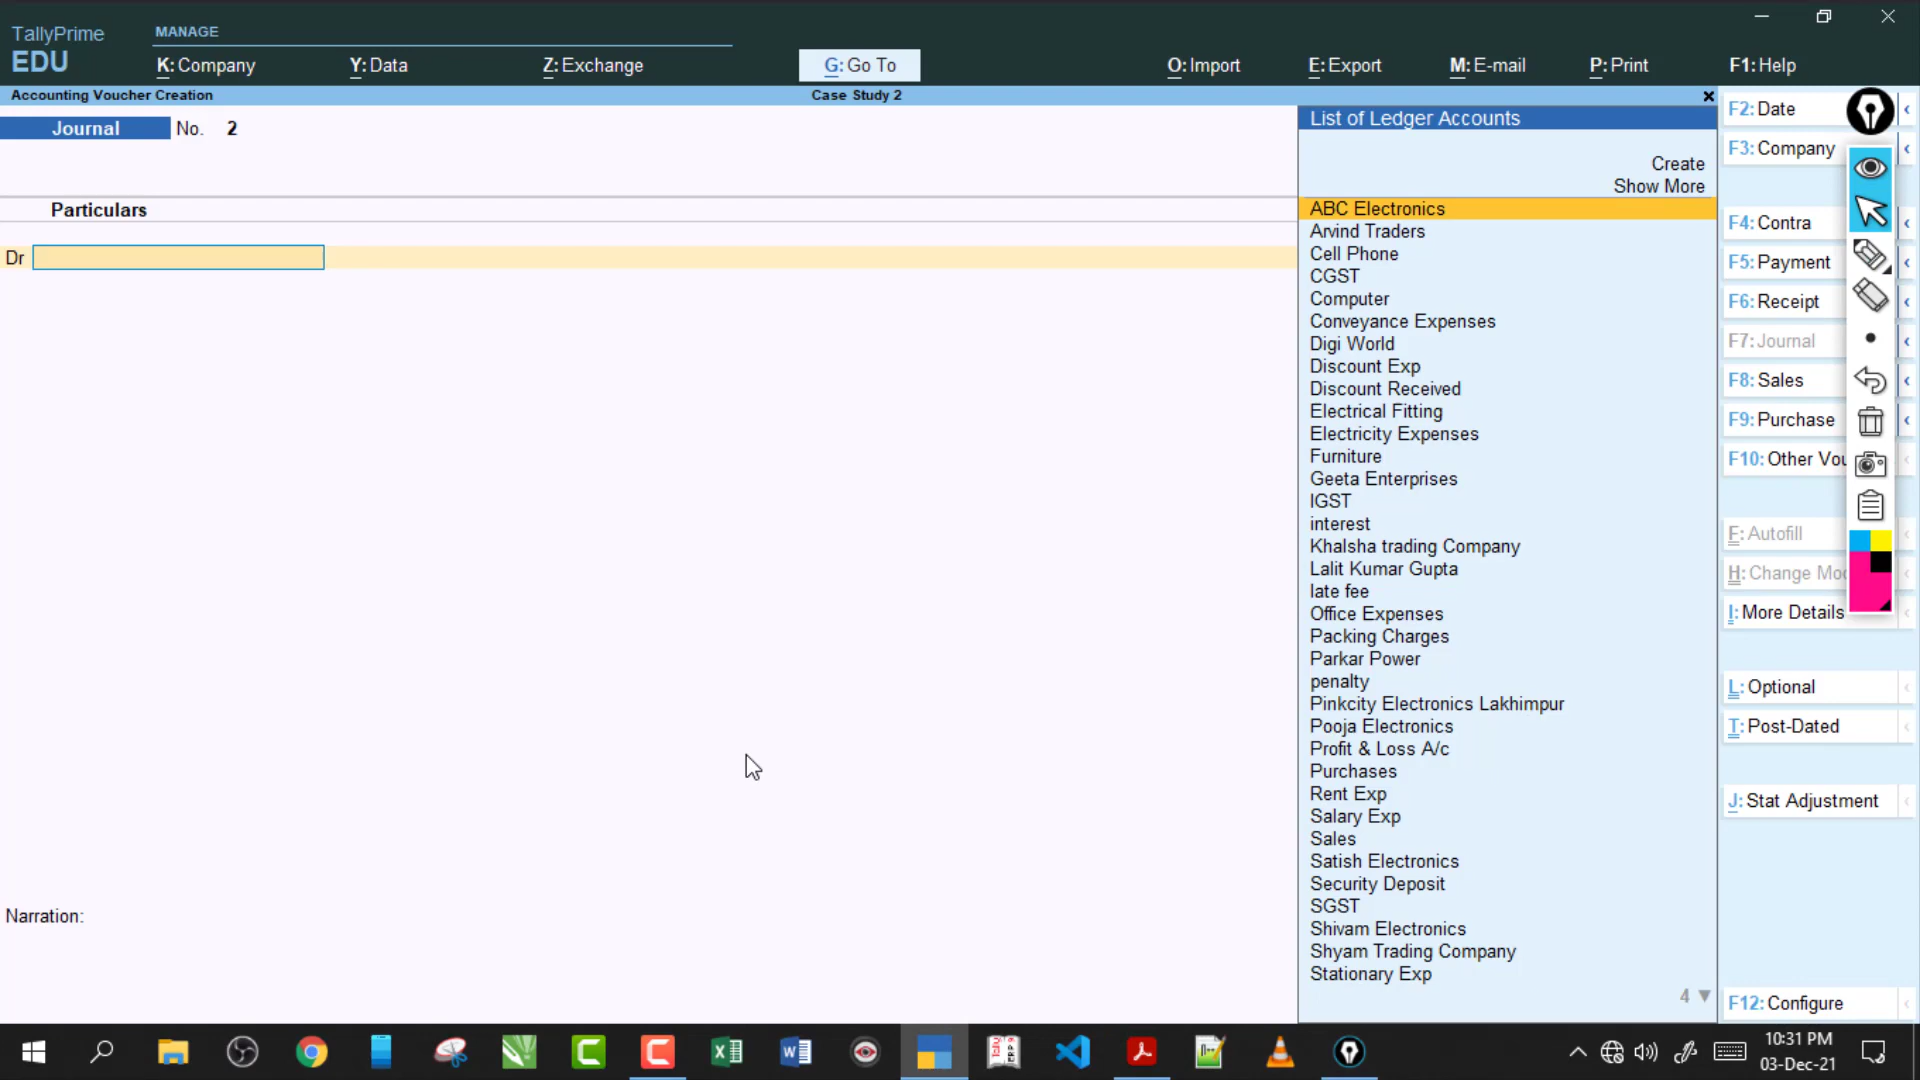 TallyPrime
EDU
MANAGE
K: Company
Y: Data
Z: Exchange
G: Go To
O: Import
E: Export
M: E-mail
P: Print
F1: Help
Accounting Voucher Creation
Case Study 2
Journal No. 2
Particulars
Dr
Narration:
List of Ledger Accounts
Create
Show More
ABC Electronics
Arvind Traders
Cell Phone
CGST
Computer
Conveyance Expenses
Digi World
Discount Exp
Discount Received
Electrical Fitting
Electricity Expenses
Furniture
Geeta Enterprises
IGST
interest
Khalsha trading Company
Lalit Kumar Gupta
late fee
Office Expenses
Packing Charges
Parkar Power
penalty
Pinkcity Electronics Lakhimpur
Pooja Electronics
Profit & Loss A/c
Purchases
Rent Exp
Salary Exp
Sales
Satish Electronics
Security Deposit
SGST
Shivam Electronics
Shyam Trading Company
Stationary Exp
4 ▼
F2: Date
F3: Company
F4: Contra
F5: Payment
F6: Receipt
F7: Journal
F8: Sales
F9: Purchase
F10: Other Vou
F: Autofill
H: Change Mo
I: More Details
L: Optional
T: Post-Dated
J: Stat Adjustment
F12: Configure
10:31 PM
03-Dec-21